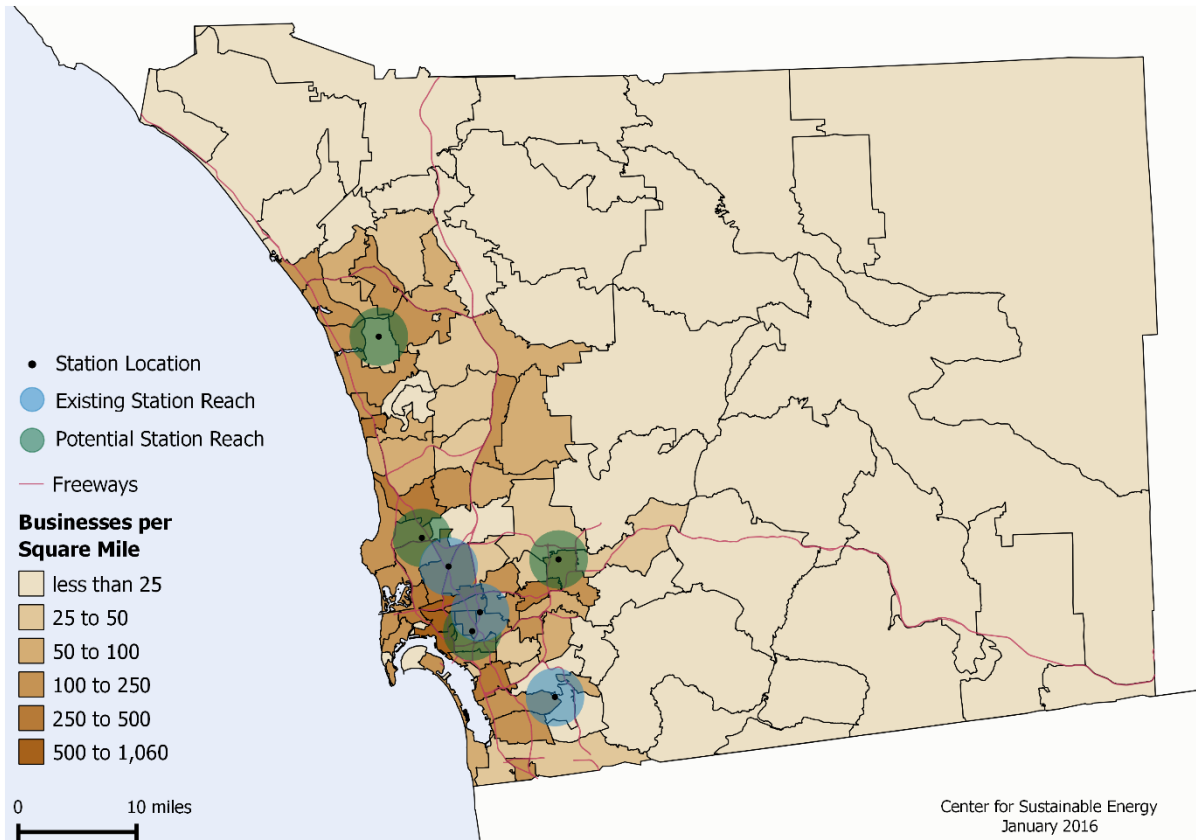 Station Location
Existing Station Reach
Potential Station Reach
Freeways
Businesses per
Square Mile
less than 25
25 to 50
50 to 100
100 to 250
250 to 500
500 to 1,060
0 10 miles
Center for Sustainable Energy
January 2016